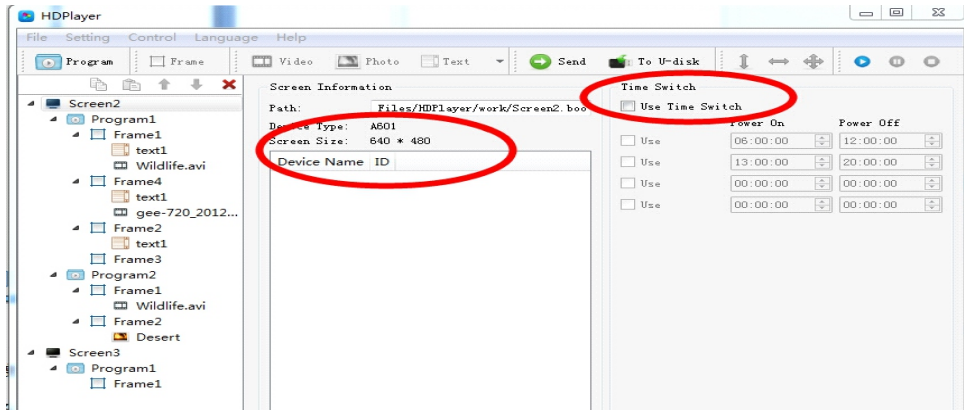 HDPlayer
File Setting Control Language Help
Program Frame Video Photo Text Send To U-disk
Screen2
Program1
Frame1
text1
Wildlife.avi
Frame4
text1
gee-720_2012...
Frame2
text1
Frame3
Program2
Frame1
Wildlife.avi
Frame2
Desert
Screen3
Program1
Frame1
Screen Information
Path: Files/HDPlayer/work/Screen2.boo
Device Type: A601
Screen Size: 640 * 480
Device Name ID
Time Switch
Use Time Switch
Power On Power Off
Use 06:00:00 12:00:00
Use 13:00:00 20:00:00
Use 00:00:00 00:00:00
Use 00:00:00 00:00:00